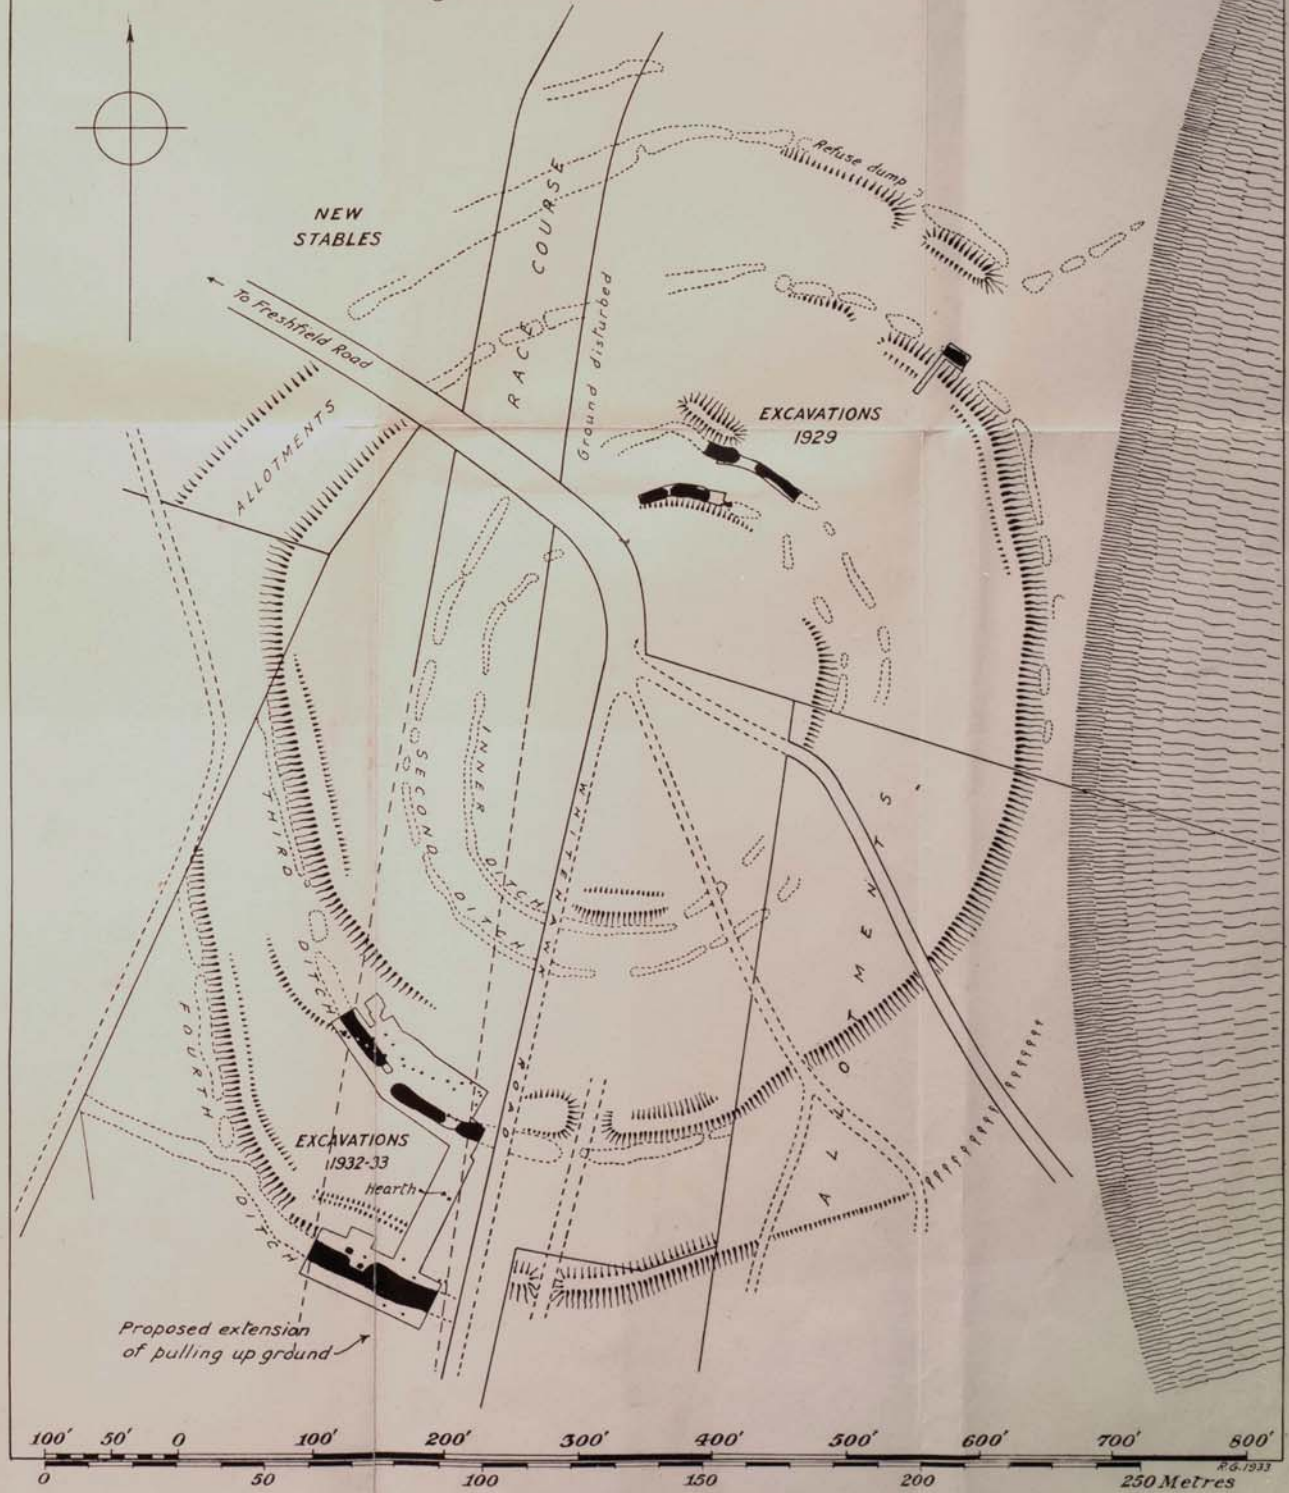 Refuse dump ?
NEW
STABLES
RACE COURSE
To Freshfield Road
Ground disturbed
ALLOTMENTS
EXCAVATIONS
1929
INNER DITCH
SECOND DITCH
THIRD DITCH
FOURTH DITCH
WHITEHAWK ROAD
ALLOTMENTS
EXCAVATIONS
1932-33
Hearth
Proposed extension
of pulling up ground
100' 50' 0 100' 200' 300' 400' 500' 600' 700' 800'
R.G. 1933
0 50 100 150 200 250 Metres